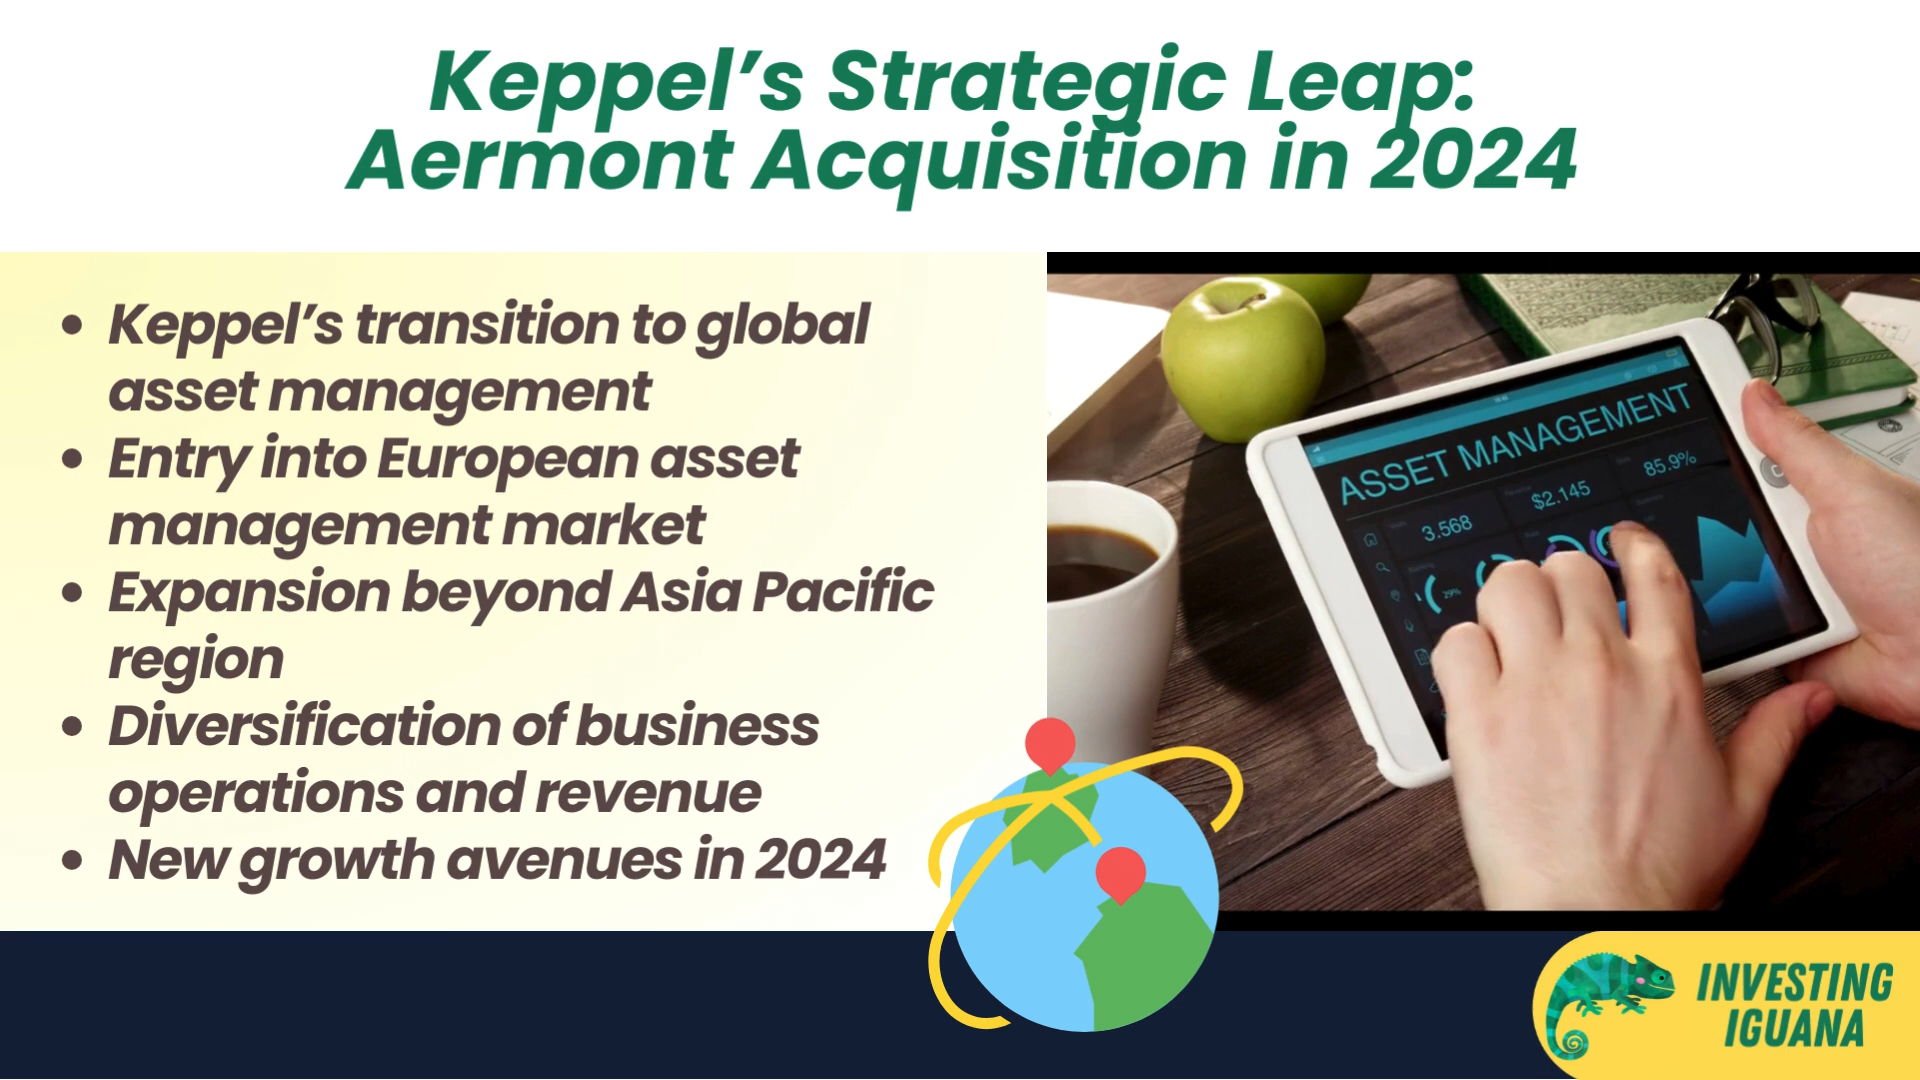 Keppel’s Strategic Leap:
Aermont Acquisition in 2024
• Keppel’s transition to global
asset management
• Entry into European asset
management market
• Expansion beyond Asia Pacific
region
• Diversification of business
operations and revenue
• New growth avenues in 2024
ASSET MANAGEMENT
3.568
$2.145
85.9%
29%
INVESTING
IGUANA